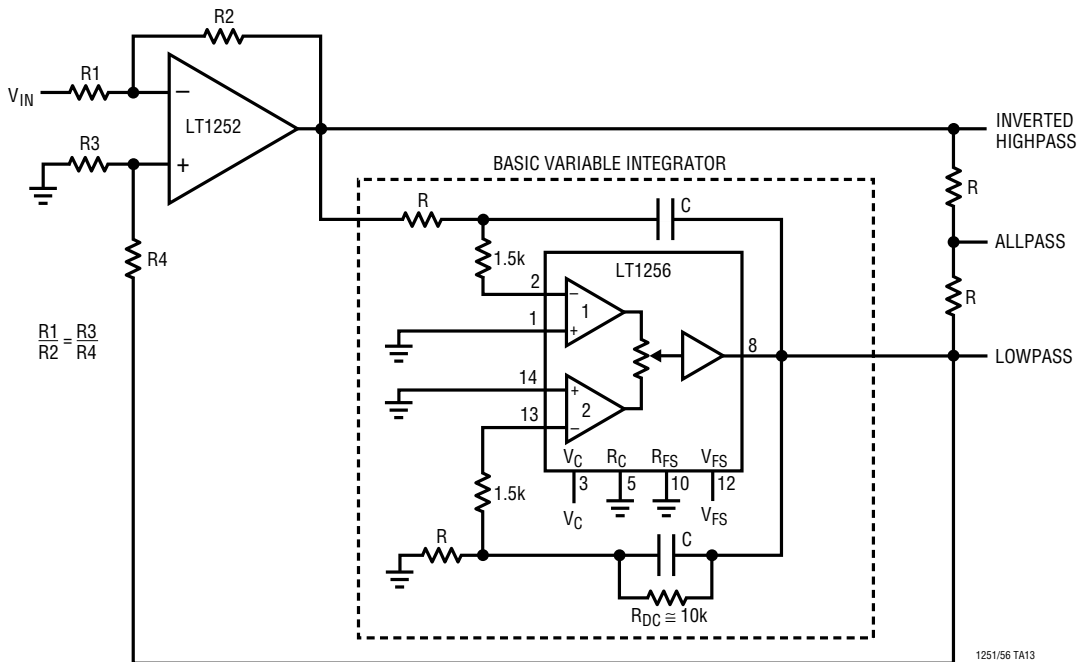 R2
R1
V_IN
−
LT1252
+
R3
R4
R1/R2 = R3/R4
INVERTED
HIGHPASS
BASIC VARIABLE INTEGRATOR
R
C
R
1.5k
ALLPASS
LT1256
2
−
1
1
+
R
8
LOWPASS
14
+
2
13
−
V_C
R_C
R_FS
V_FS
3
5
10
12
V_C
V_FS
1.5k
R
C
R_DC ≅ 10k
1251/56 TA13